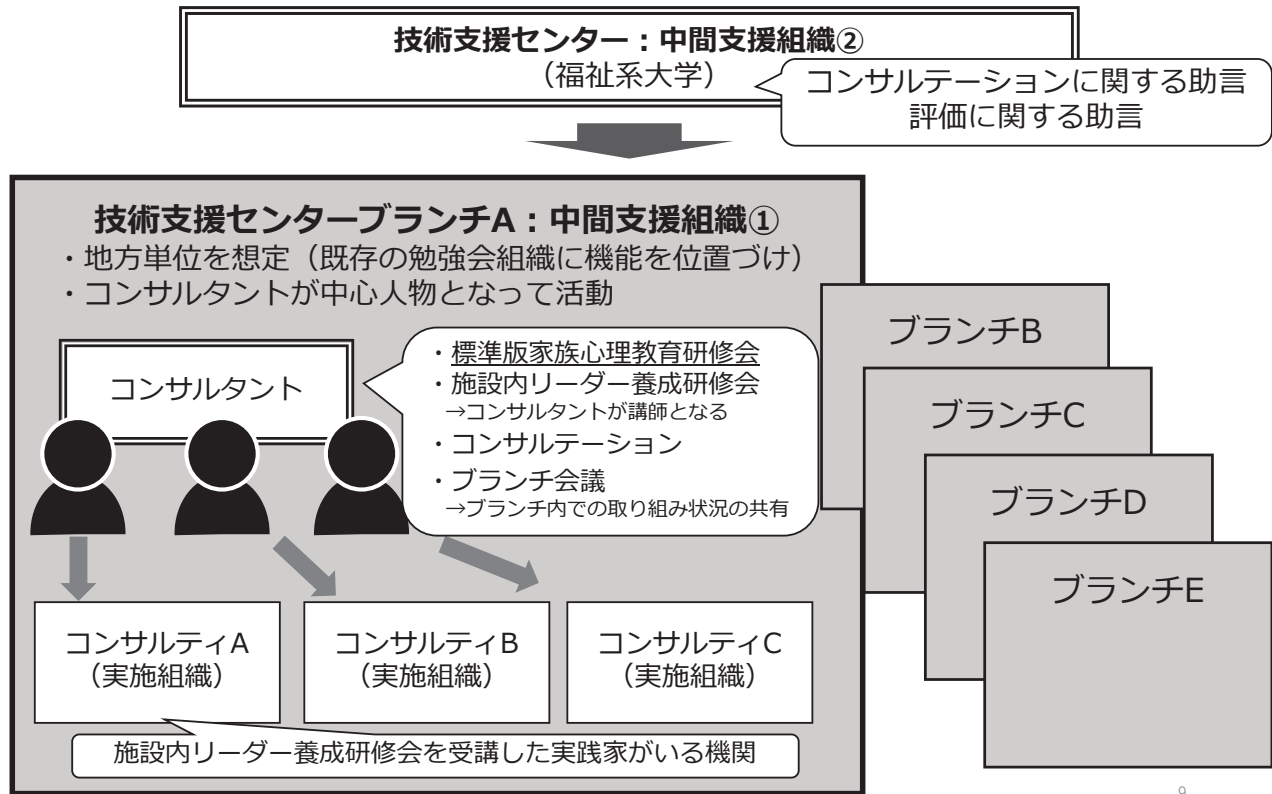 技術支援センター：中間支援組織②
（福祉系大学）
コンサルテーションに関する助言
評価に関する助言
技術支援センターブランチA：中間支援組織①
・地方単位を想定（既存の勉強会組織に機能を位置づけ）
・コンサルタントが中心人物となって活動
コンサルタント
・標準版家族心理教育研修会
・施設内リーダー養成研修会
→コンサルタントが講師となる
・コンサルテーション
・ブランチ会議
→ブランチ内での取り組み状況の共有
コンサルティA
（実施組織）
コンサルティB
（実施組織）
コンサルティC
（実施組織）
施設内リーダー養成研修会を受講した実践家がいる機関
ブランチB
ブランチC
ブランチD
ブランチE
9